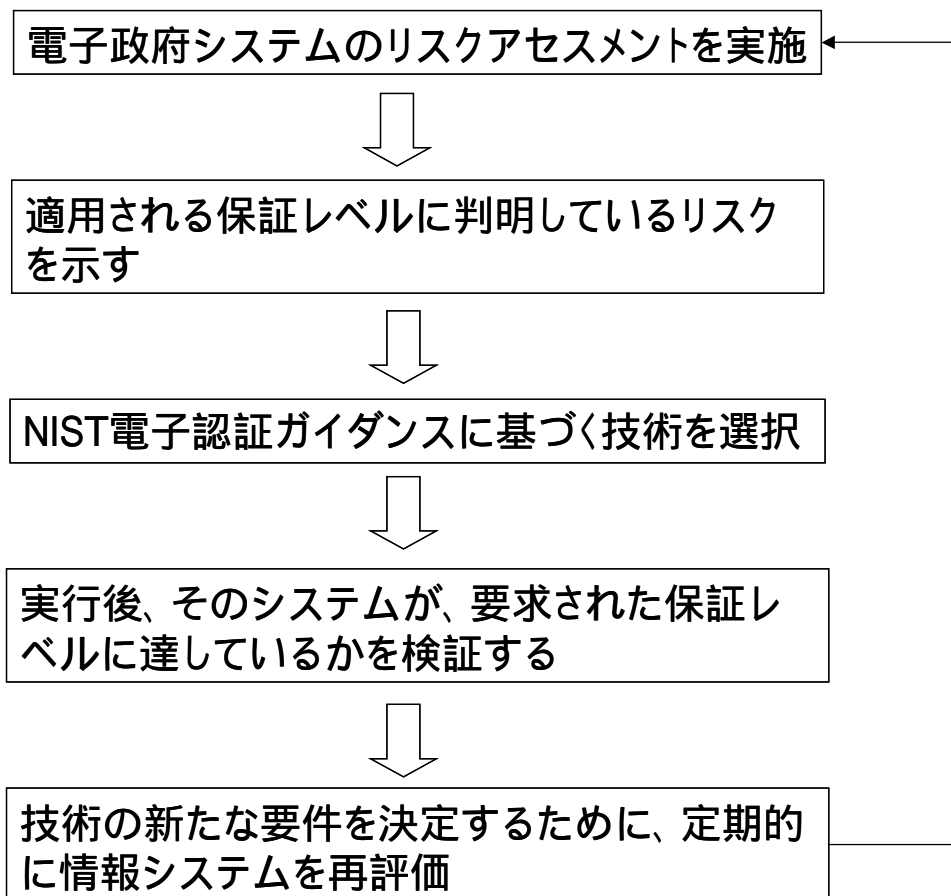 電子政府システムのリスクアセスメントを実施
適用される保証レベルに判明しているリスク
を示す
NIST電子認証ガイダンスに基づく技術を選択
実行後、そのシステムが、要求された保証レ
ベルに達しているかを検証する
技術の新たな要件を決定するために、定期的
に情報システムを再評価